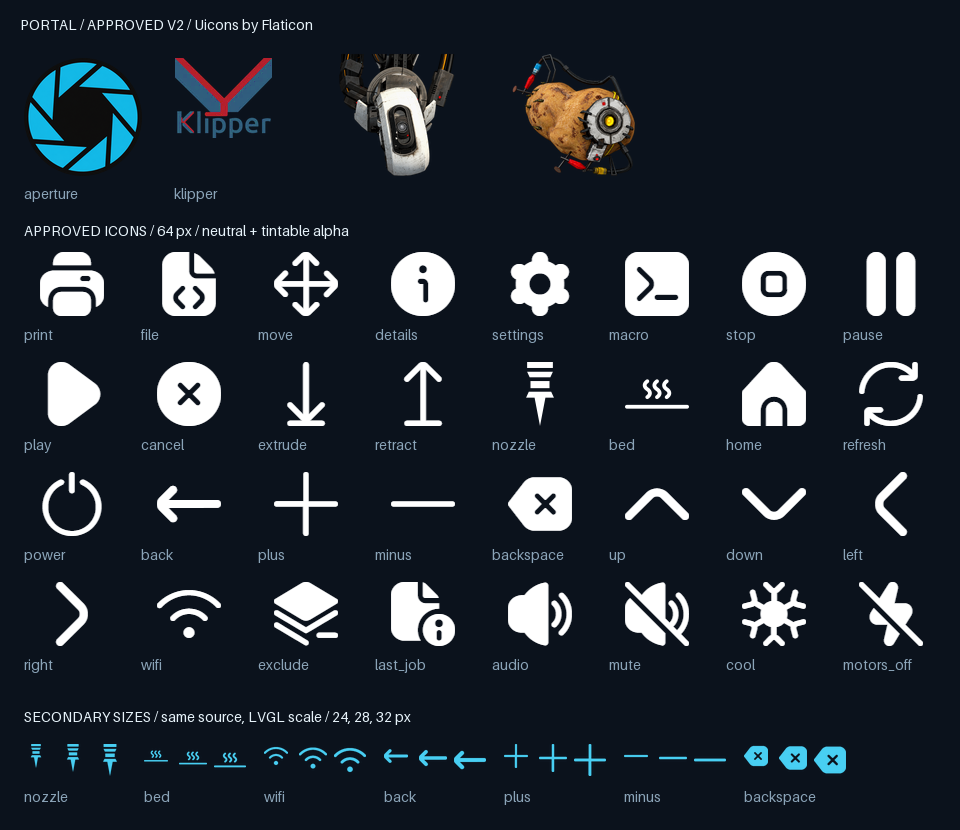 PORTAL / APPROVED V2 / Uicons by Flaticon
Klipper
aperture klipper
APPROVED ICONS / 64 px / neutral + tintable alpha
print file move details settings macro stop pause
play cancel extrude retract nozzle bed home refresh
power back plus minus backspace up down left
right wifi exclude last_job audio mute cool motors_off
SECONDARY SIZES / same source, LVGL scale / 24, 28, 32 px
nozzle bed wifi back plus minus backspace